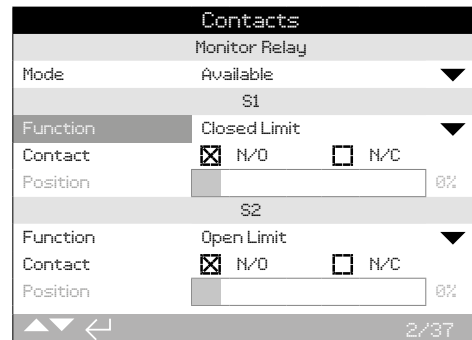 Contacts
Monitor Relay
Mode Available
S1
Function Closed Limit
Contact N/O N/C
Position 0%
S2
Function Open Limit
Contact N/O N/C
Position 0%
2/37